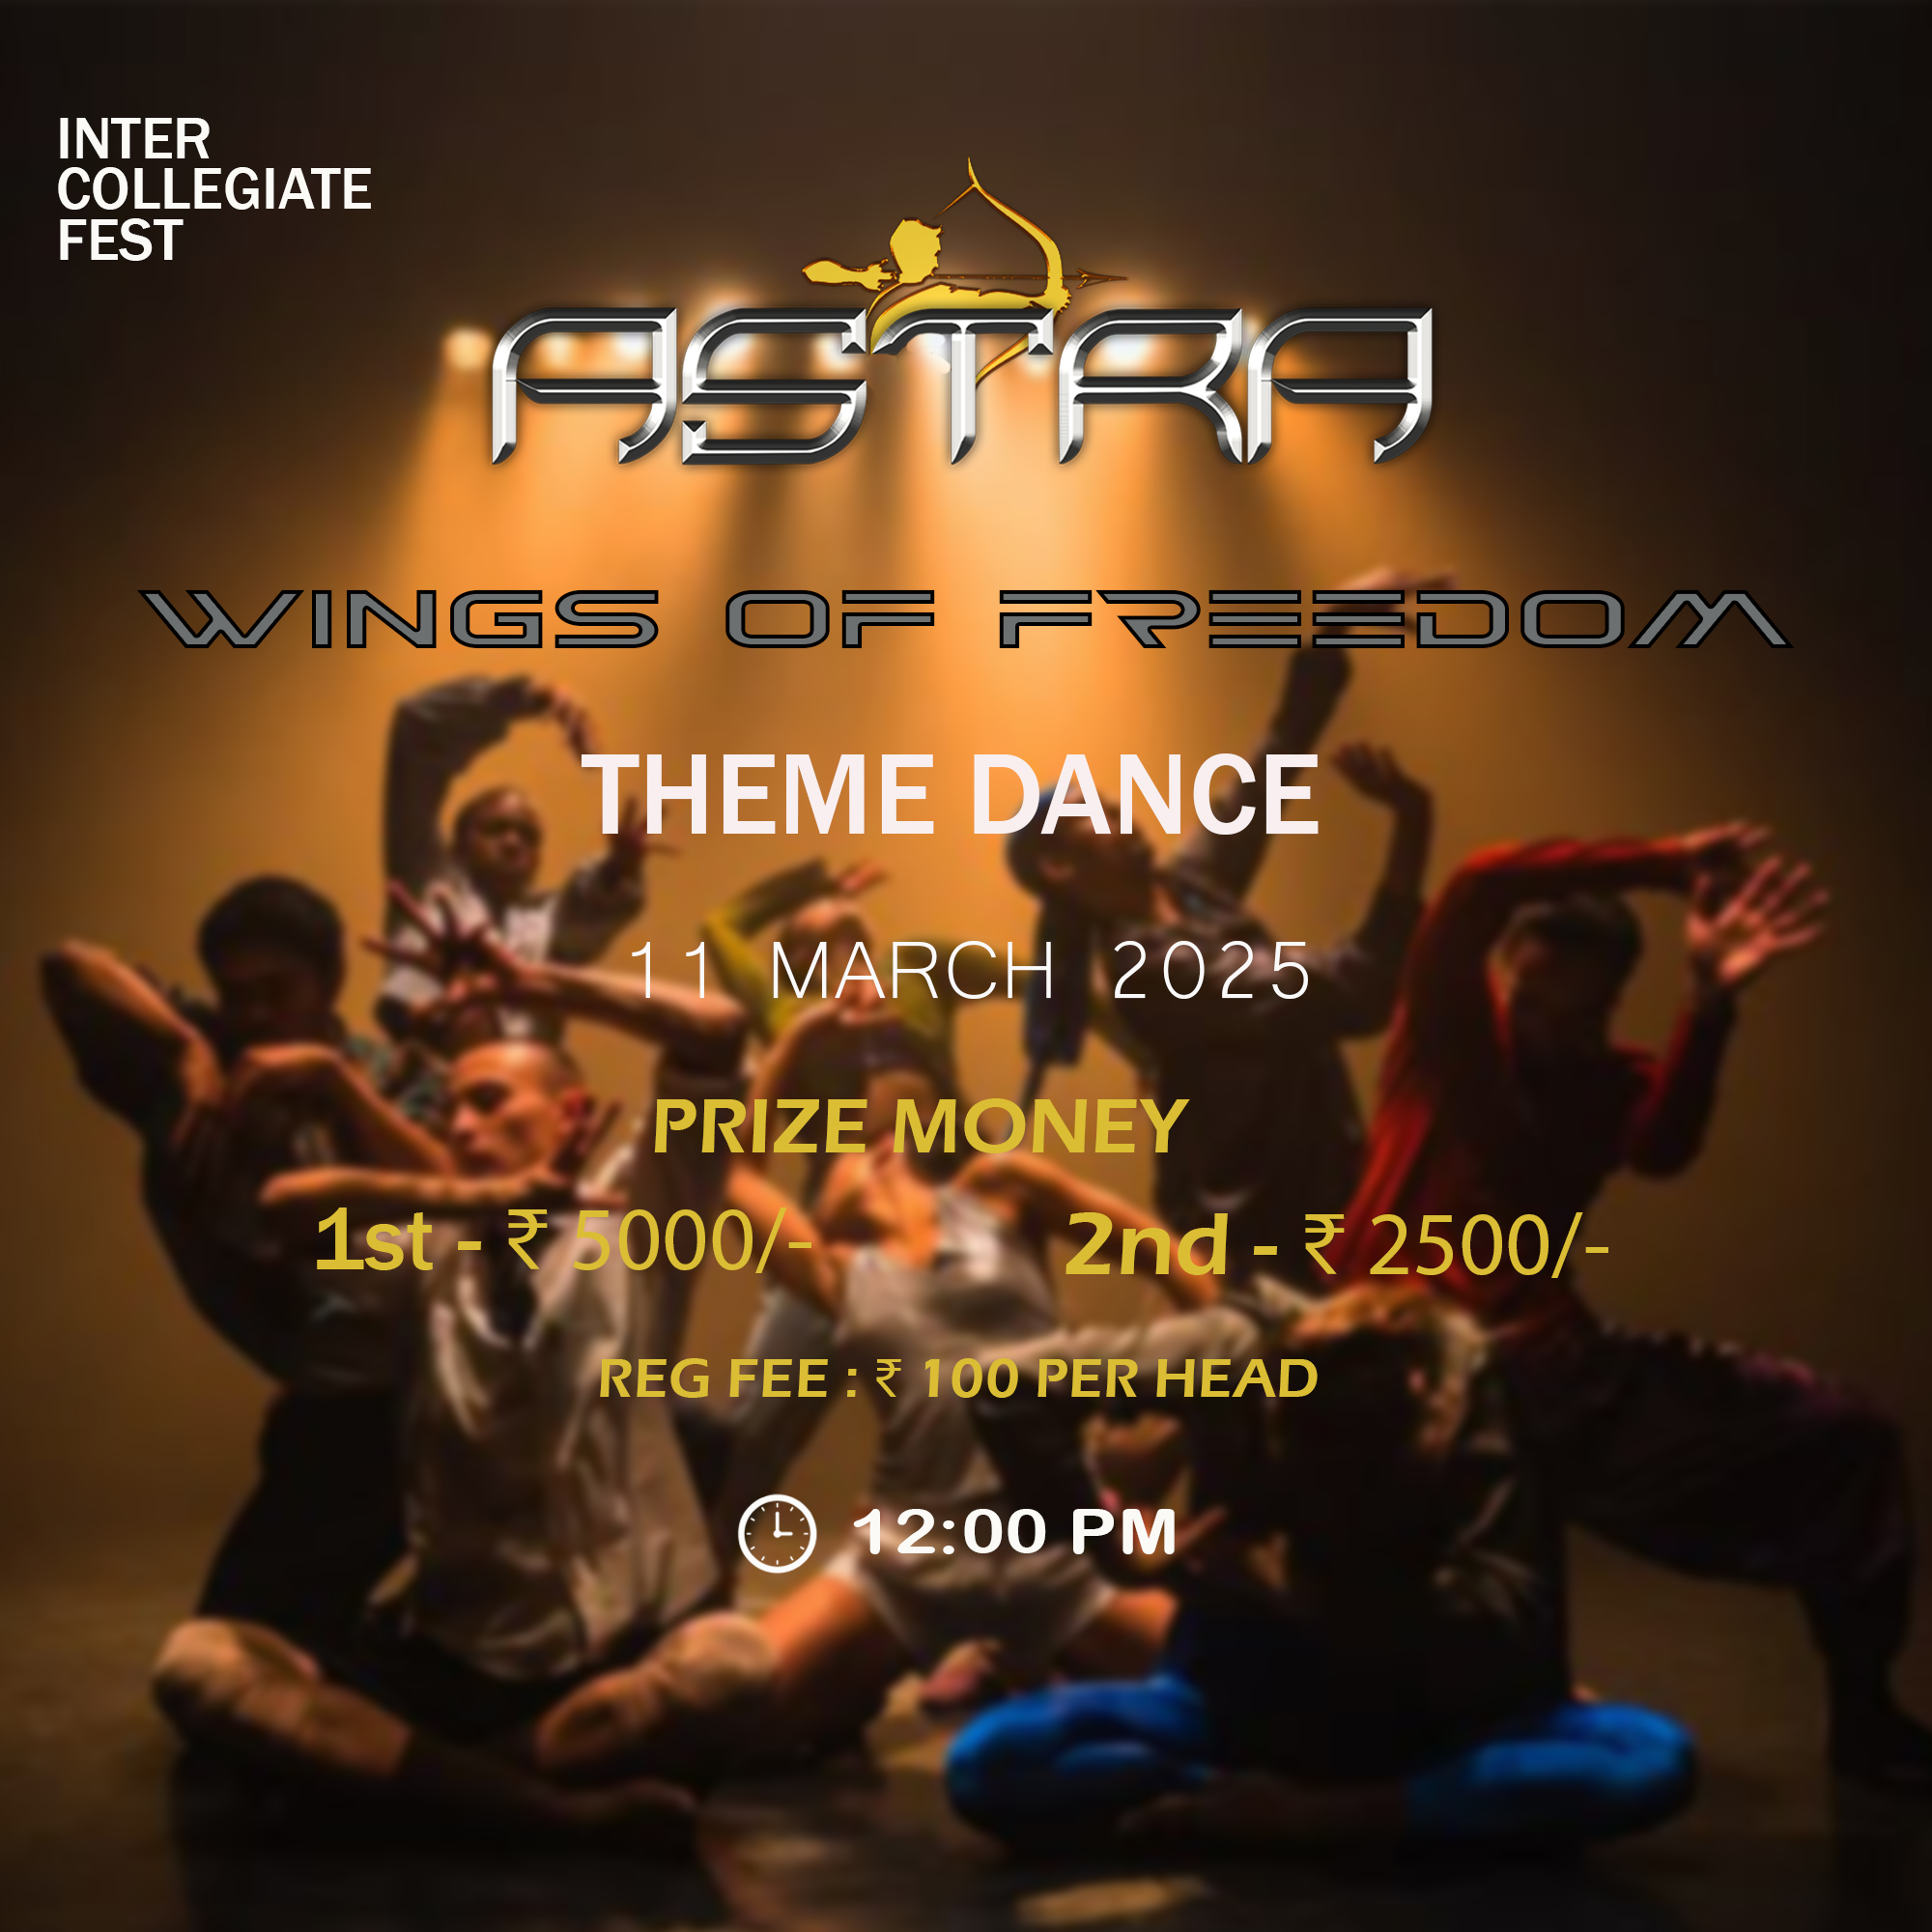 INTER
COLLEGIATE
FEST
ASTRA
WINGS OF FREEDOM
THEME DANCE
11 MARCH 2025
PRIZE MONEY
1st - ₹ 5000/- 2nd - ₹ 2500/-
REG FEE : ₹ 100 PER HEAD
12:00 PM